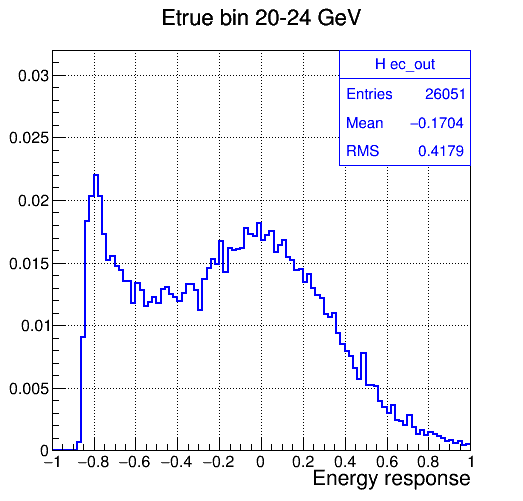 Etrue bin 20-24 GeV
H ec_out
Entries 26051
Mean −0.1704
RMS 0.4179
0.03
0.025
0.02
0.015
0.01
0.005
0
−1 −0.8 −0.6 −0.4 −0.2 0 0.2 0.4 0.6 0.8 1
Energy response